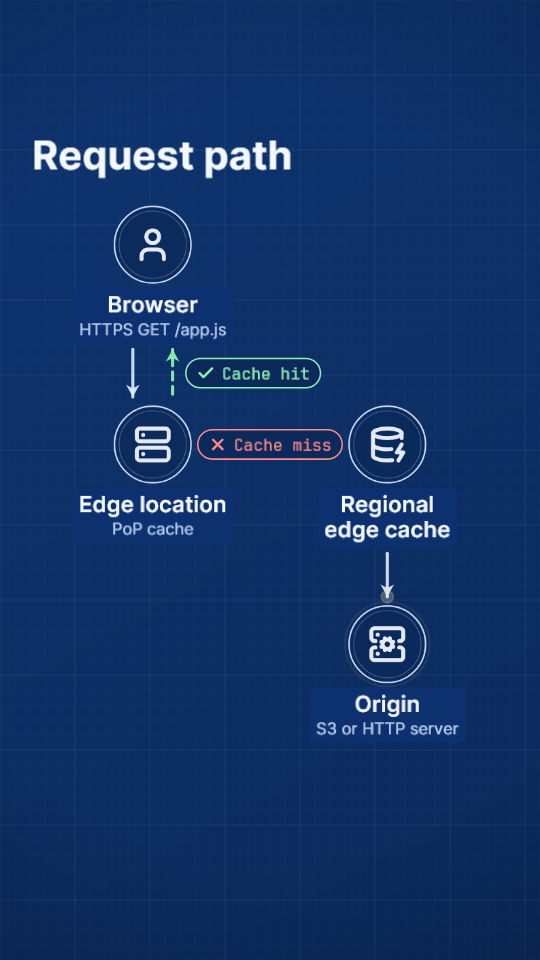 Request path
Browser
HTTPS GET /app.js
Cache hit
Cache miss
Edge location
PoP cache
Regional
edge cache
Origin
S3 or HTTP server